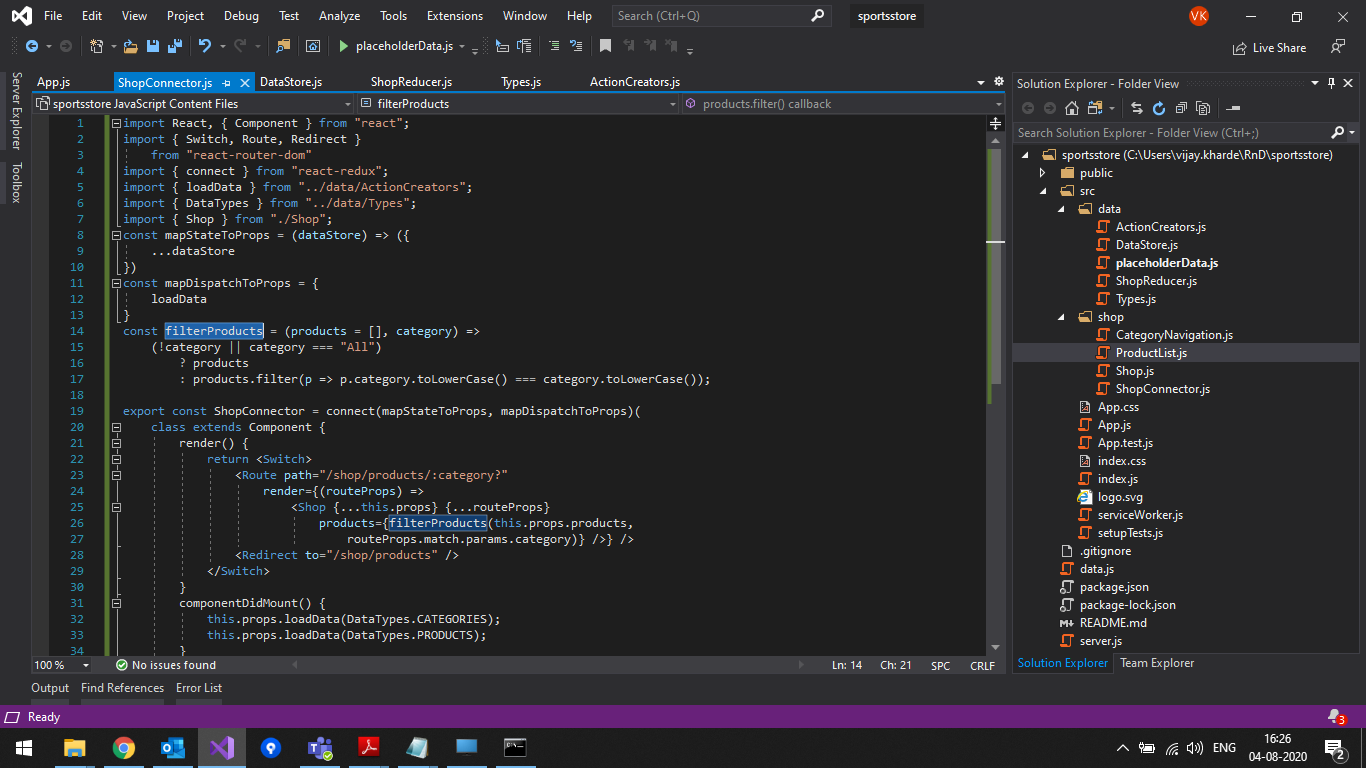 File Edit View Project Debug Test Analyze Tools Extensions Window Help Search (Ctrl+Q) sportsstore VK
placeholderData.js Live Share
Server Explorer
Toolbox
App.js ShopConnector.js DataStore.js ShopReducer.js Types.js ActionCreators.js
sportsstore JavaScript Content Files filterProducts products.filter() callback
1 import React, { Component } from "react";
2 import { Switch, Route, Redirect }
3 from "react-router-dom"
4 import { connect } from "react-redux";
5 import { loadData } from "../data/ActionCreators";
6 import { DataTypes } from "../data/Types";
7 import { Shop } from "./Shop";
8 const mapStateToProps = (dataStore) => ({
9 ...dataStore
10 })
11 const mapDispatchToProps = {
12 loadData
13 }
14 const filterProducts = (products = [], category) =>
15 (!category || category === "All")
16 ? products
17 : products.filter(p => p.category.toLowerCase() === category.toLowerCase());
18
19 export const ShopConnector = connect(mapStateToProps, mapDispatchToProps)(
20 class extends Component {
21 render() {
22 return <Switch>
23 <Route path="/shop/products/:category?"
24 render={(routeProps) =>
25 <Shop {...this.props} {...routeProps}
26 products={filterProducts(this.props.products,
27 routeProps.match.params.category)} />} />
28 <Redirect to="/shop/products" />
29 </Switch>
30 }
31 componentDidMount() {
32 this.props.loadData(DataTypes.CATEGORIES);
33 this.props.loadData(DataTypes.PRODUCTS);
34 }
100 % No issues found Ln: 14 Ch: 21 SPC CRLF
Solution Explorer - Folder View
Search Solution Explorer - Folder View (Ctrl+;)
sportsstore (C:\Users\vijay.kharde\RnD\sportsstore)
public
src
data
ActionCreators.js
DataStore.js
placeholderData.js
ShopReducer.js
Types.js
shop
CategoryNavigation.js
ProductList.js
Shop.js
ShopConnector.js
App.css
App.js
App.test.js
index.css
index.js
logo.svg
serviceWorker.js
setupTests.js
.gitignore
data.js
package.json
package-lock.json
README.md
server.js
Solution Explorer Team Explorer
Output Find References Error List
Ready 3
ENG 16:26
04-08-2020 2